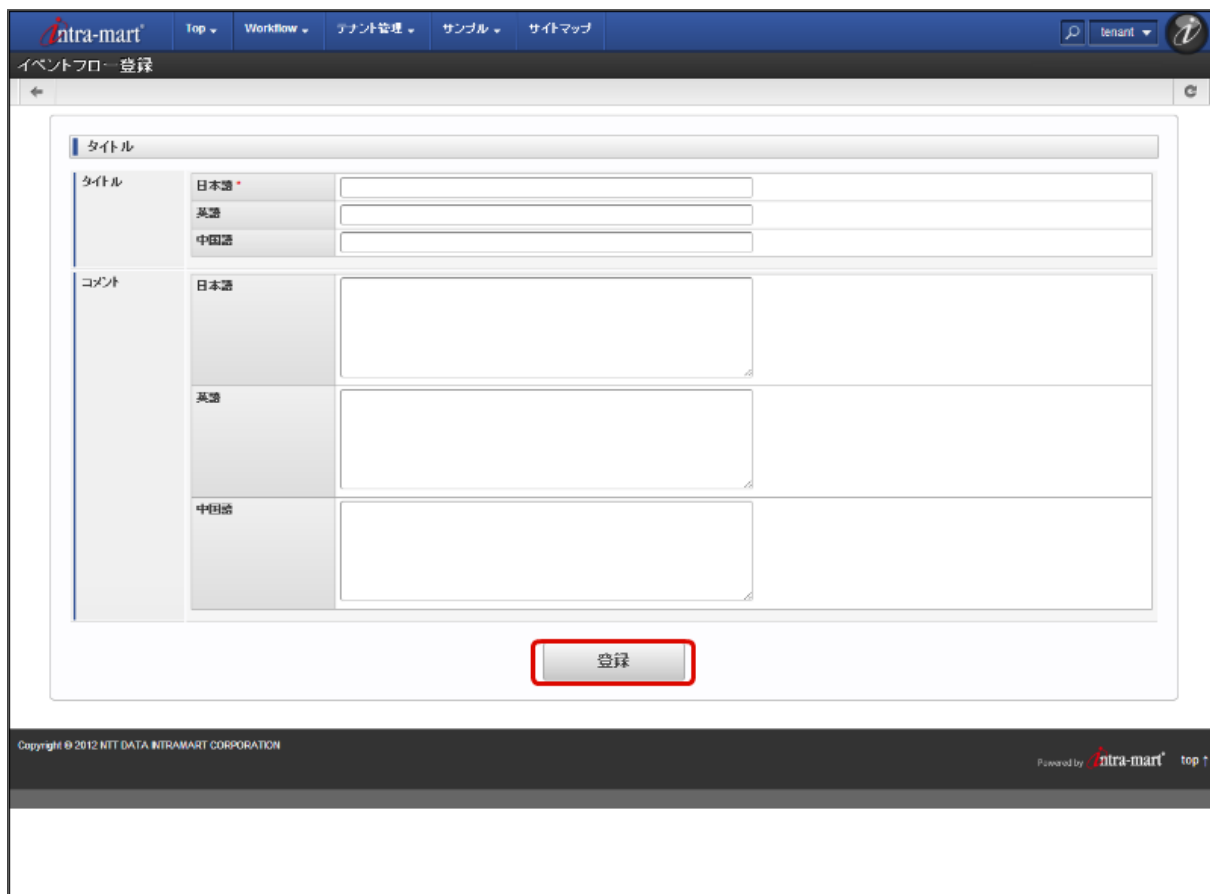 intra-mart® Top Workflow テナント管理 サンプル サイトマップ tenant
イベントフロー登録
タイトル
タイトル 日本語 *
英語
中国語
コメント 日本語
英語
中国語
登録
Copyright © 2012 NTT DATA INTRAMART CORPORATION
Powered by intra-mart® top ↑